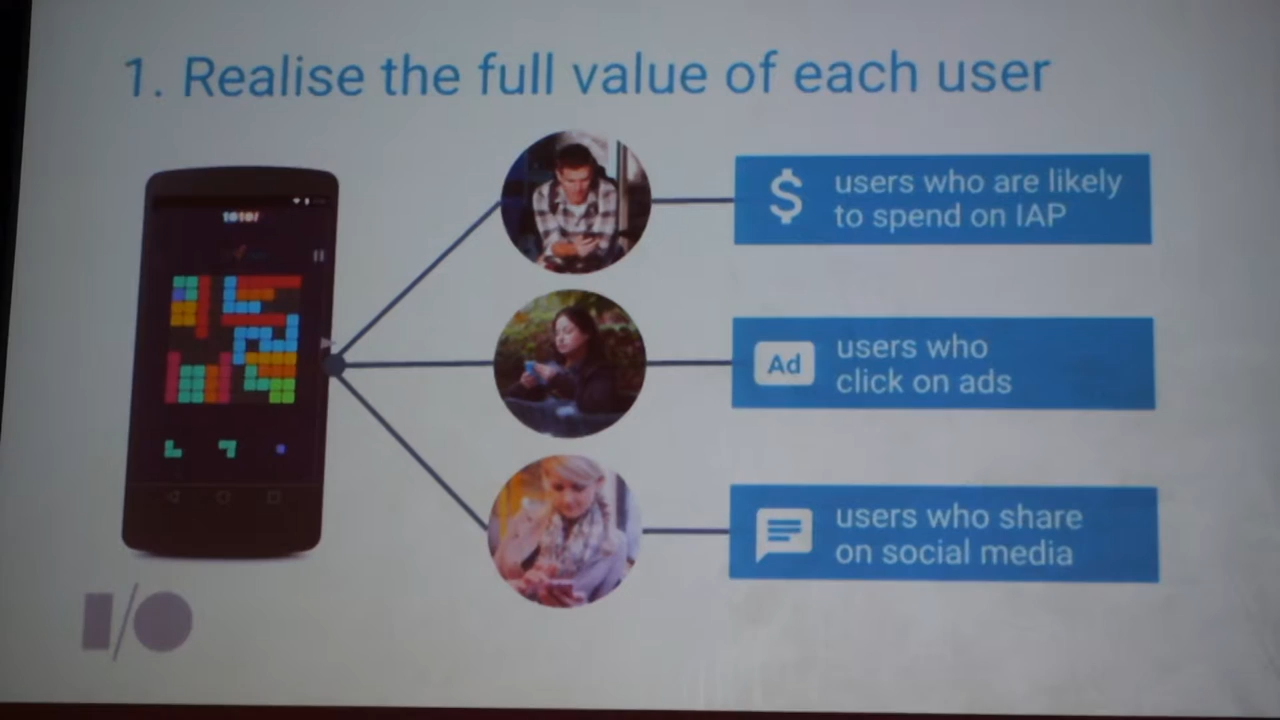 1. Realise the full value of each user
1010!
$ users who are likely
to spend on IAP
Ad
users who
click on ads
users who share
on social media
I/O